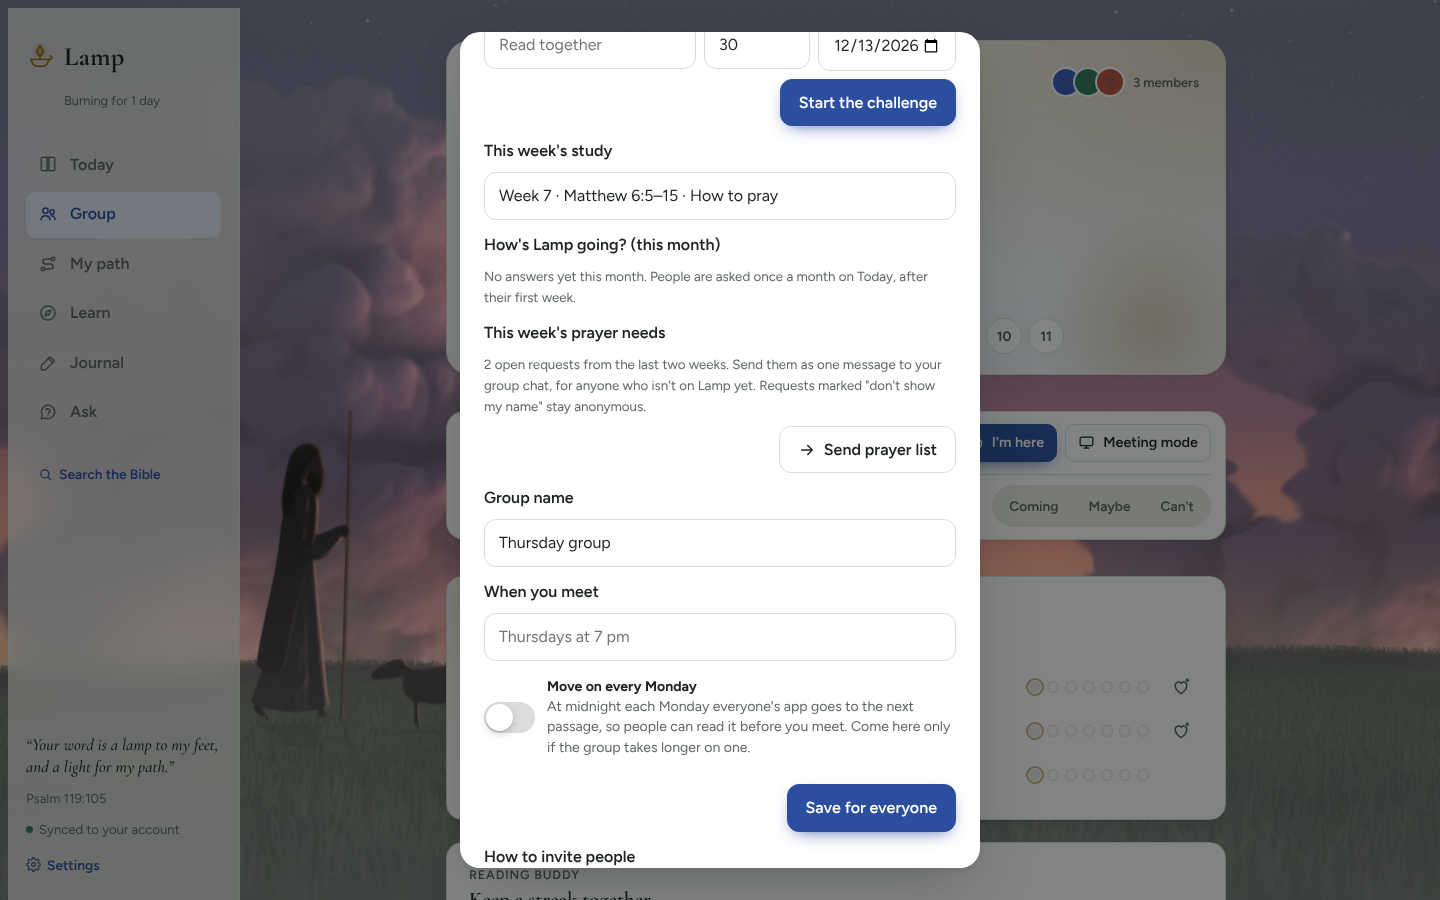 Lamp
Burning for 1 day
Today
Group
My path
Learn
Journal
Ask
Search the Bible
“Your word is a lamp to my feet,
and a light for my path.”
Psalm 119:105
Synced to your account
Settings
Read together
30
12/13/2026
Start the challenge
This week's study
Week 7 · Matthew 6:5–15 · How to pray
How's Lamp going? (this month)
No answers yet this month. People are asked once a month on Today, after
their first week.
This week's prayer needs
2 open requests from the last two weeks. Send them as one message to your
group chat, for anyone who isn't on Lamp yet. Requests marked "don't show
my name" stay anonymous.
Send prayer list
Group name
Thursday group
When you meet
Thursdays at 7 pm
Move on every Monday
At midnight each Monday everyone's app goes to the next
passage, so people can read it before you meet. Come here only
if the group takes longer on one.
Save for everyone
How to invite people
3 members
10 11
I'm here
Meeting mode
Coming Maybe Can't
READING BUDDY
Keep a streak together